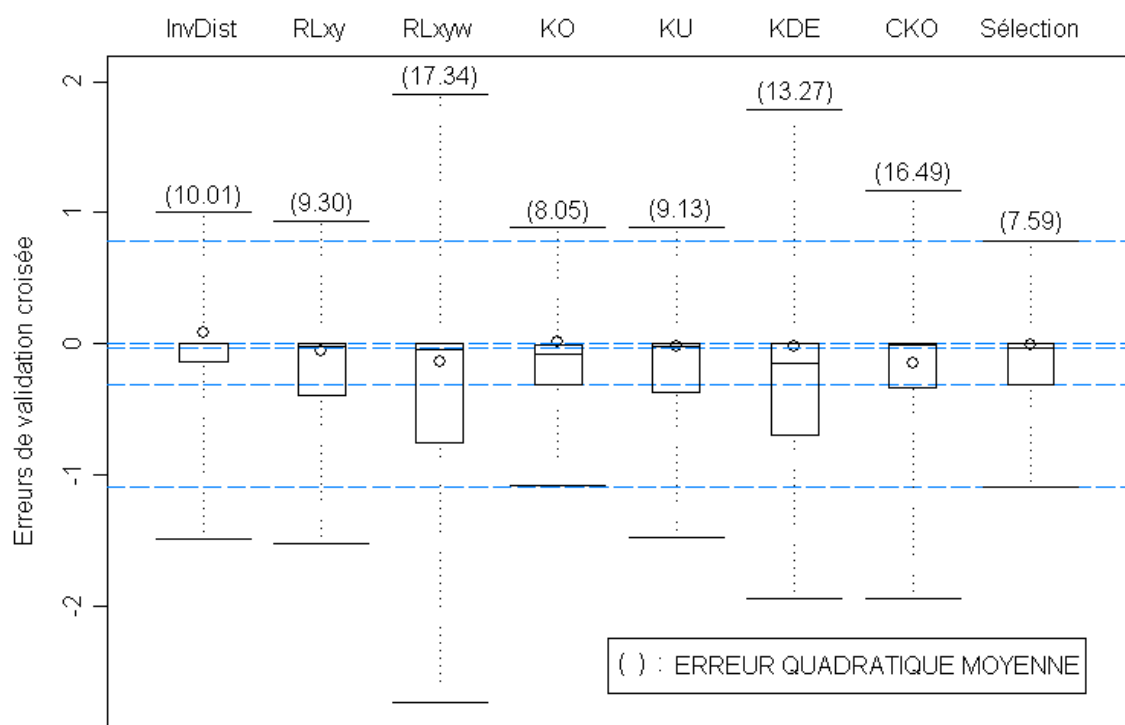 InvDist RLxy RLxyw KO KU KDE CKO Sélection
(17.34)
(13.27)
(16.49)
(10.01) (9.30) (8.05) (9.13) (7.59)
2
1
0
-1
-2
Erreurs de validation croisée
( ) : ERREUR QUADRATIQUE MOYENNE